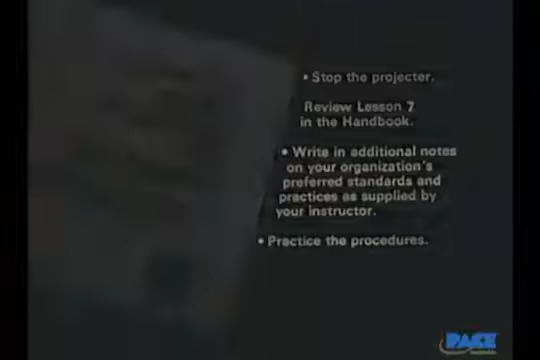 • Stop the projecter.
Review Lesson 7
in the Handbook.
• Write in additional notes
on your organization's
preferred standards and
practices as supplied by
your instructor.
• Practice the procedures.
PACE